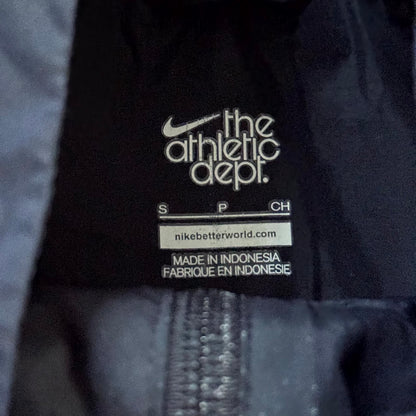 the
athletic
dept.
S P CH
nikebetterworld.com
MADE IN INDONESIA
FABRIQUE EN INDONESIE